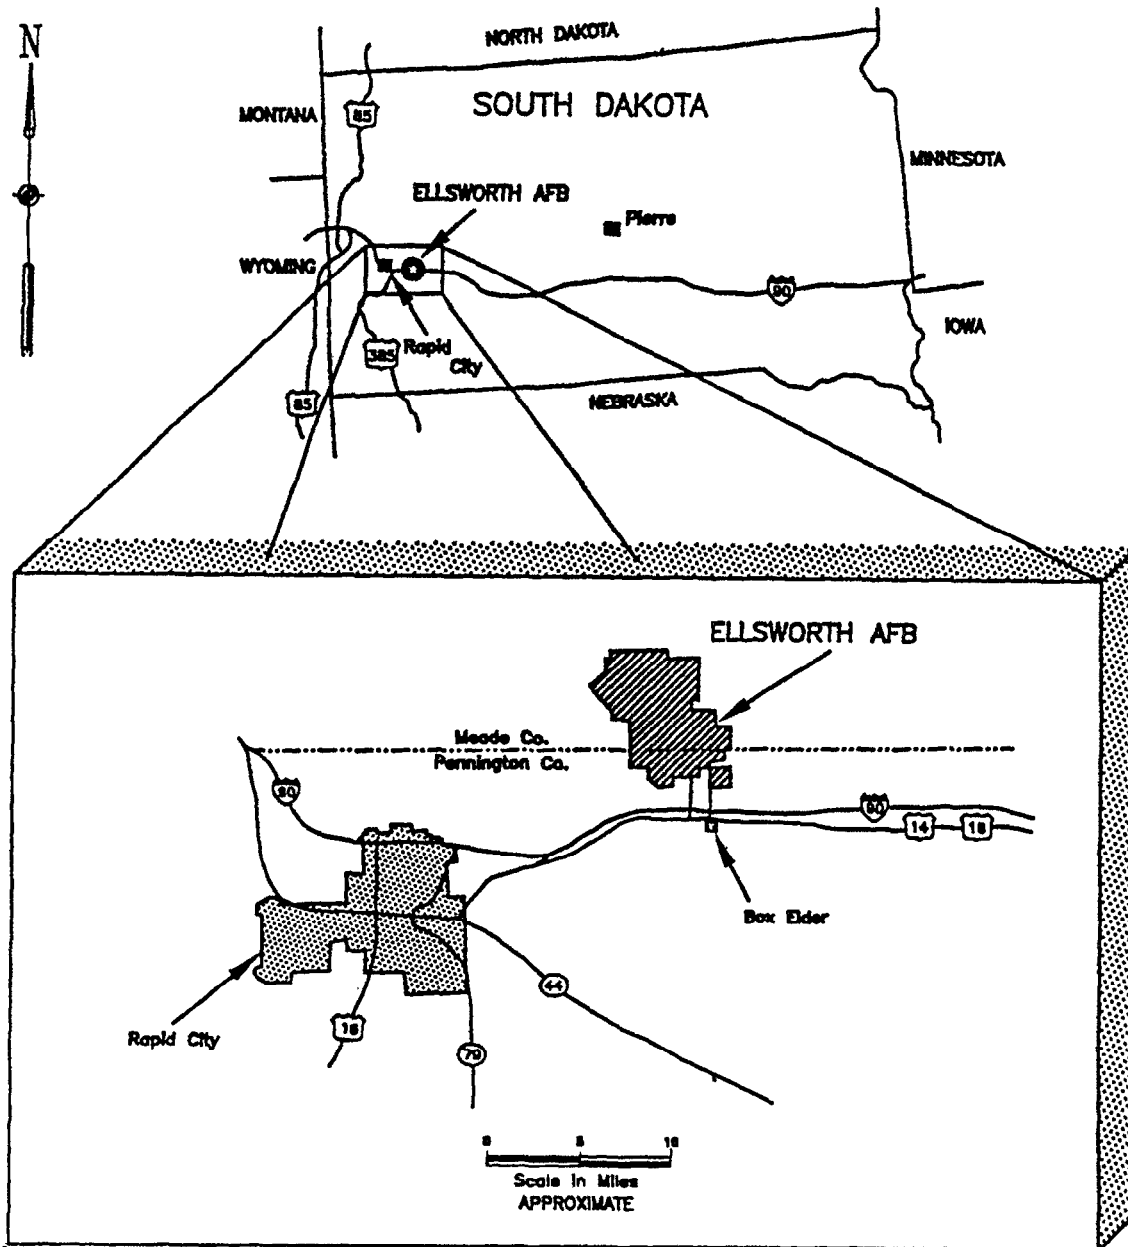 N
NORTH DAKOTA
SOUTH DAKOTA
MONTANA
85
MINNESOTA
ELLSWORTH AFB
Pierre
WYOMING
90
IOWA
385
Rapid
City
85
NEBRASKA
ELLSWORTH AFB
Meade Co.
Pennington Co.
90
90
14
16
Box Elder
44
Rapid City
16
79
0
5
10
Scale in Miles
APPROXIMATE